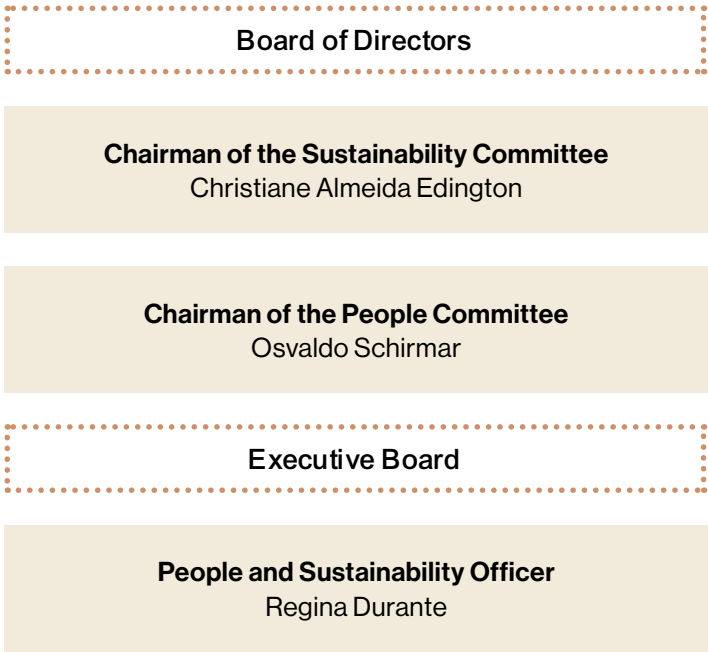 Board of Directors
Chairman of the Sustainability Committee
Christiane Almeida Edington
Chairman of the People Committee
Osvaldo Schirmar
Executive Board
People and Sustainability Officer
Regina Durante